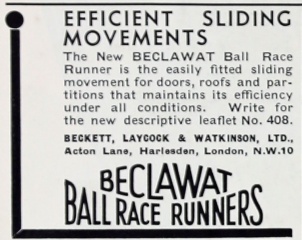 EFFICIENT SLIDING
MOVEMENTS
The New BECLAWAT Ball Race
Runner is the easily fitted sliding
movement for doors, roofs and par-
titions that maintains its efficiency
under all conditions. Write for
the new descriptive leaflet No. 408.
BECKETT, LAYCOCK & WATKINSON, LTD.,
Acton Lane, Harlesden, London, N.W.10
BECLAWAT
BALL RACE RUNNERS